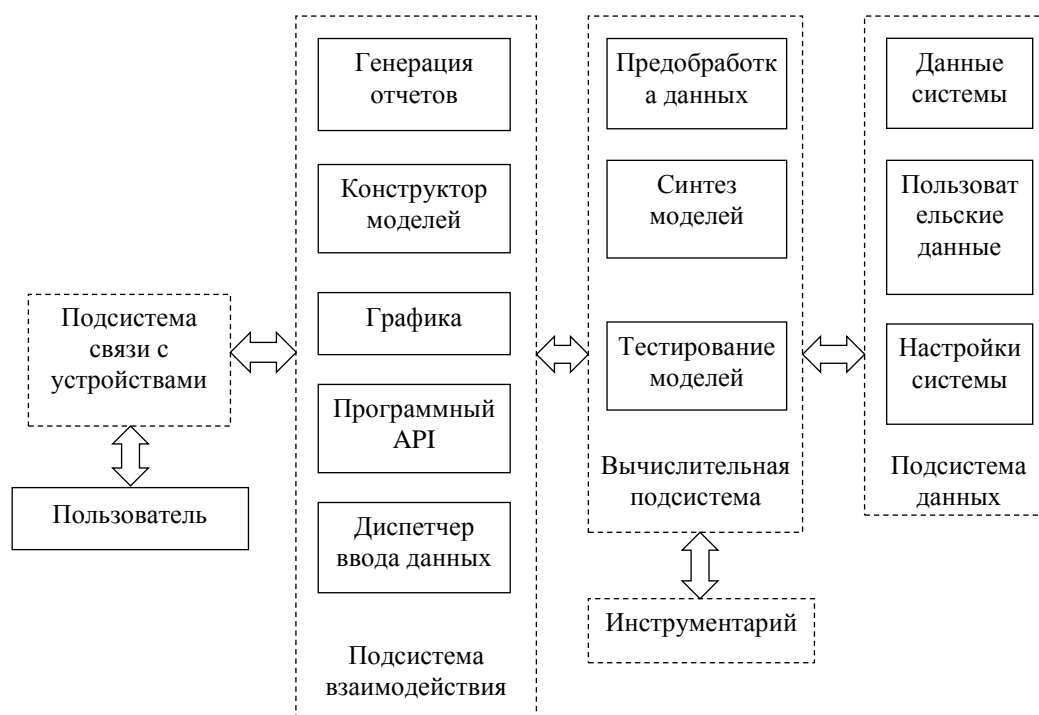 Генерация
отчетов
Конструктор
моделей
Графика
Программный
API
Диспетчер
ввода данных
Подсистема
взаимодействия
Предобработк
а данных
Синтез
моделей
Тестирование
моделей
Вычислительная
подсистема
Данные
системы
Пользоват
ельские
данные
Настройки
системы
Подсистема
данных
Подсистема
связи с
устройствами
Пользователь
Инструментарий